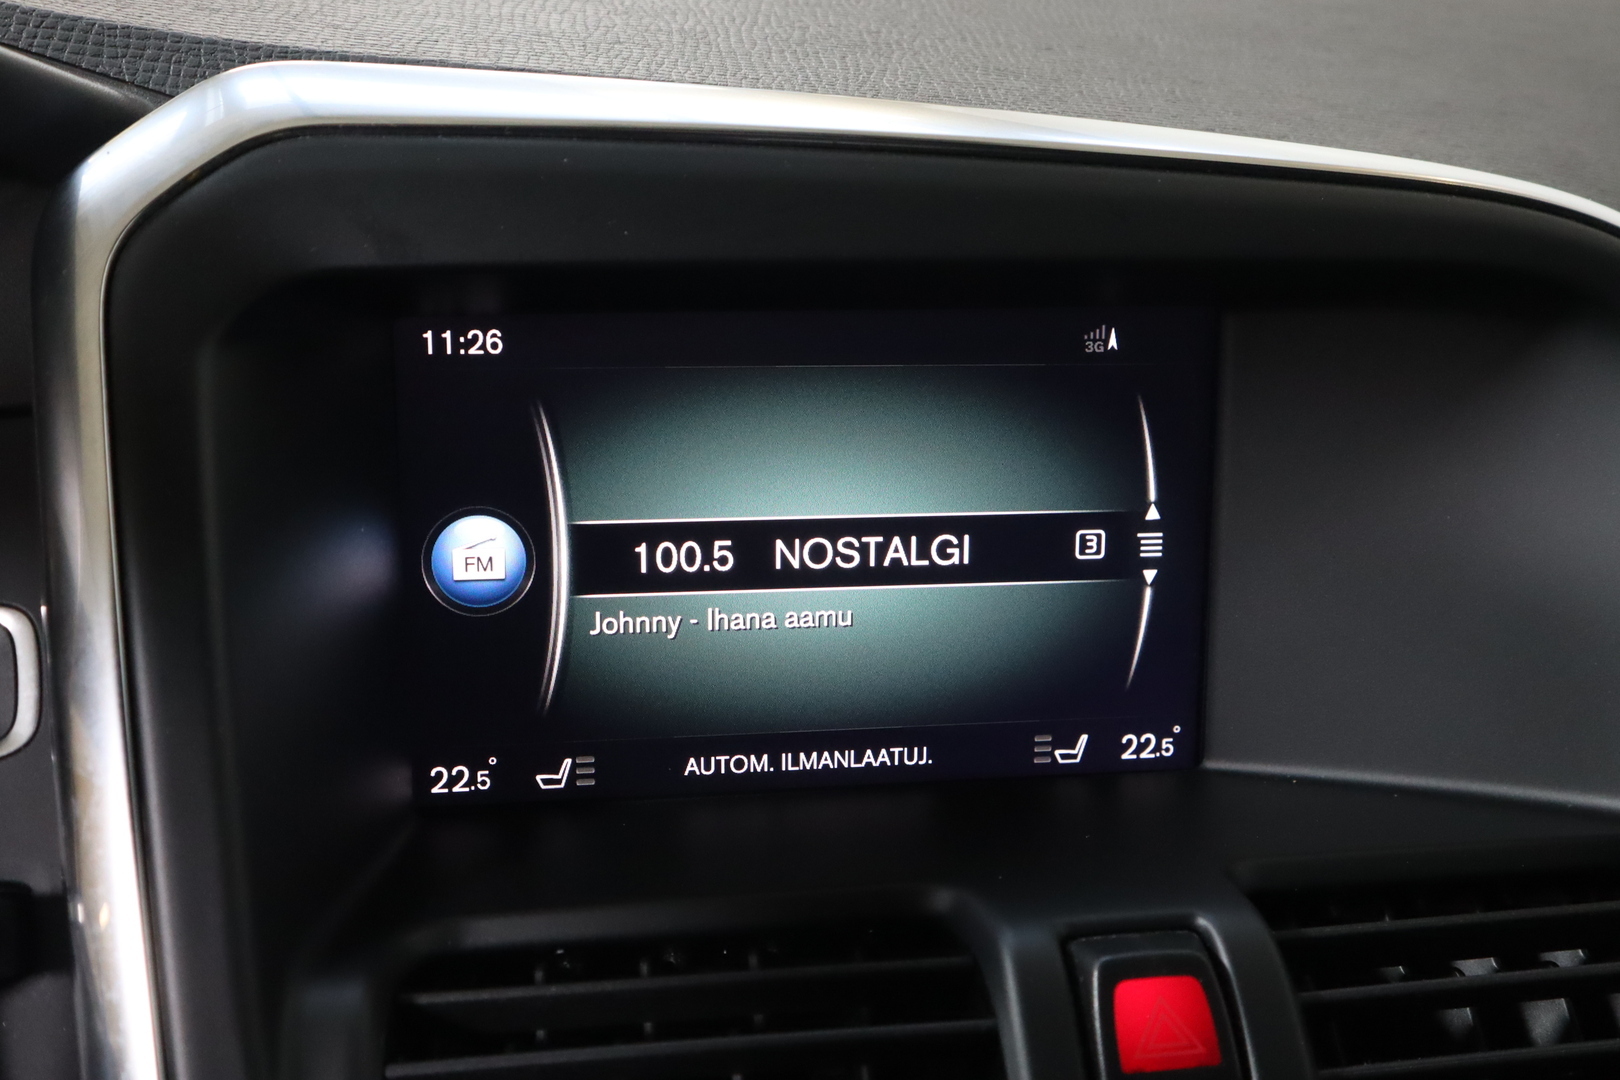 11:26
3G
FM
100.5 NOSTALGI
3
Johnny - Ihana aamu
22.5°
AUTOM. ILMANLAATUJ.
22.5°